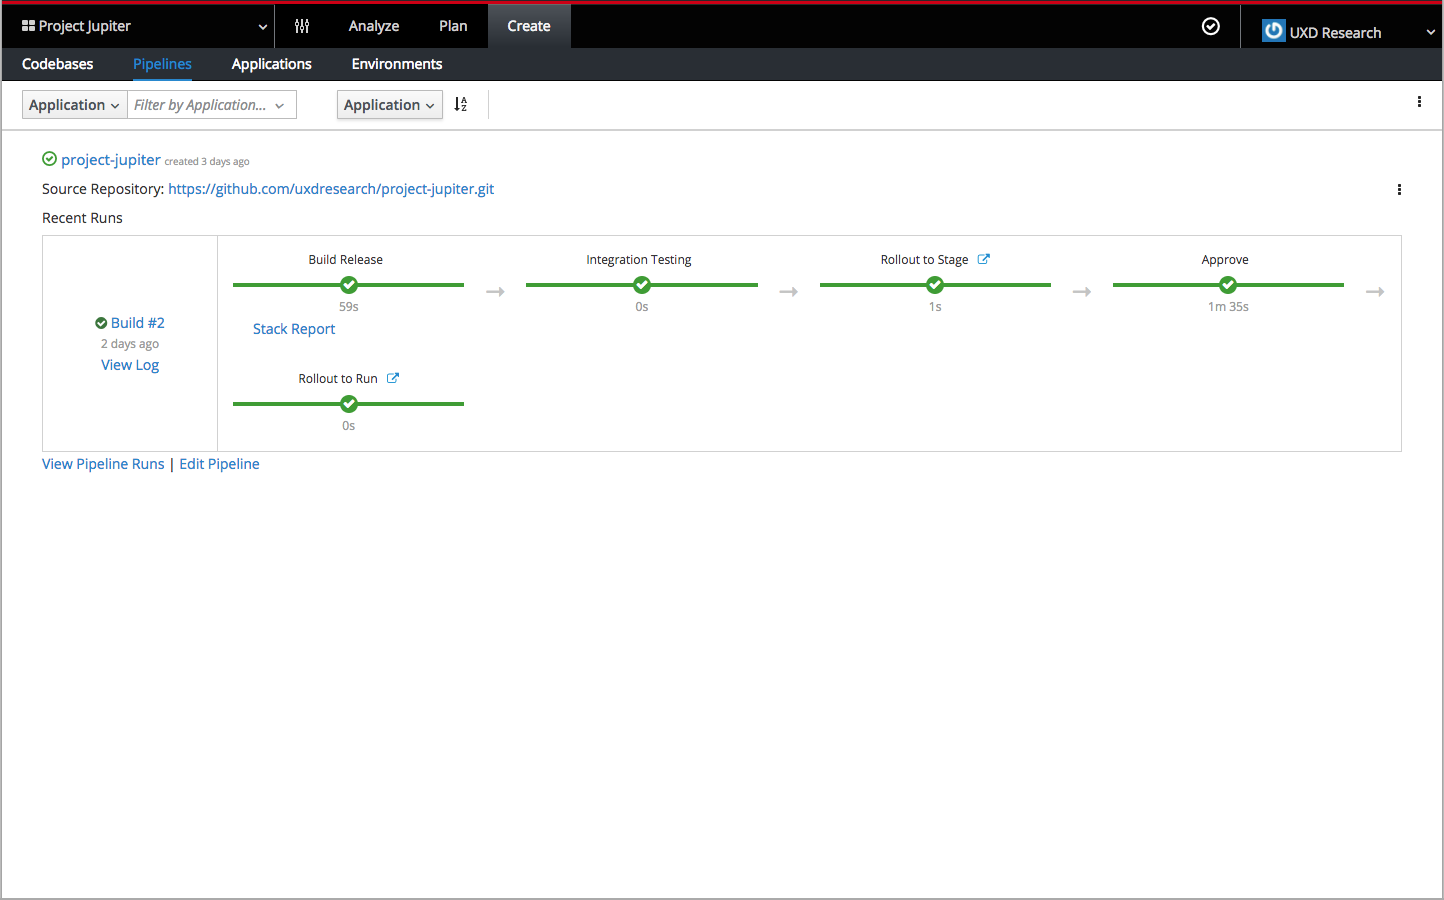 Project Jupiter Analyze Plan Create UXD Research
Codebases Pipelines Applications Environments
Application Filter by Application... Application
project-jupiter created 3 days ago
Source Repository: https://github.com/uxdresearch/project-jupiter.git
Recent Runs
Build #2
2 days ago
View Log
Build Release
59s
Stack Report
Integration Testing
0s
Rollout to Stage
1s
Approve
1m 35s
Rollout to Run
0s
View Pipeline Runs | Edit Pipeline